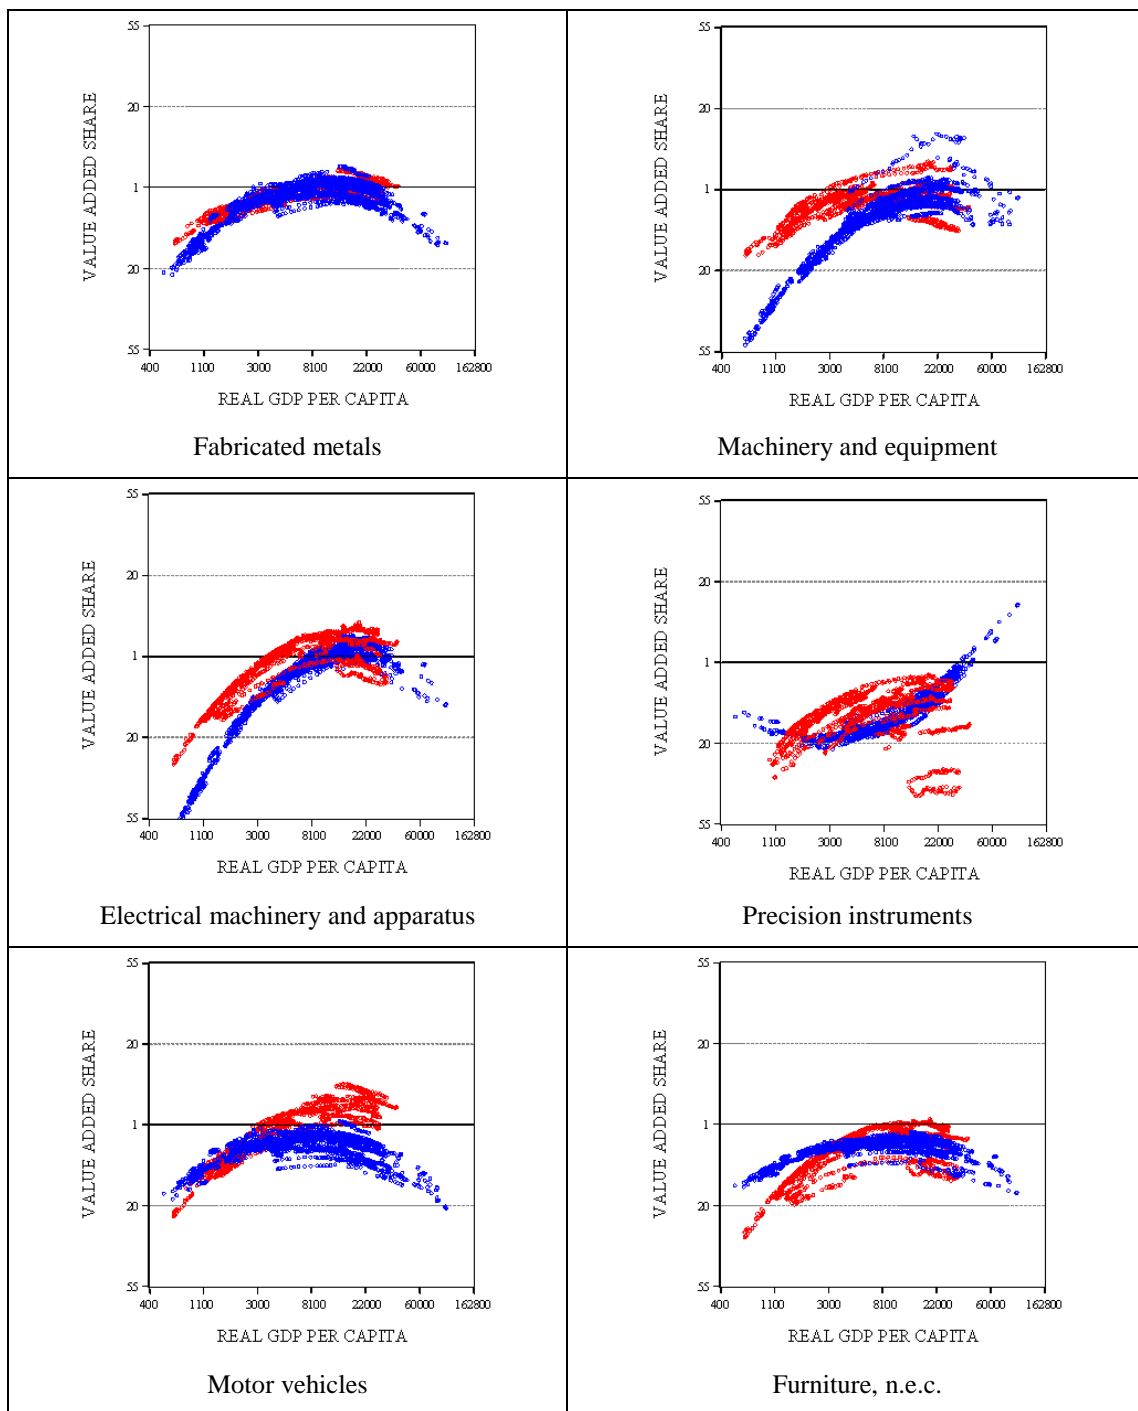 55
20
1
20
55
VALUE ADDED SHARE
400 1100 3000 8100 22000 60000 162800
REAL GDP PER CAPITA
Fabricated metals
55
20
1
20
55
VALUE ADDED SHARE
400 1100 3000 8100 22000 60000 162800
REAL GDP PER CAPITA
Machinery and equipment
55
20
1
20
55
VALUE ADDED SHARE
400 1100 3000 8100 22000 60000 162800
REAL GDP PER CAPITA
Electrical machinery and apparatus
55
20
1
20
55
VALUE ADDED SHARE
400 1100 3000 8100 22000 60000 162800
REAL GDP PER CAPITA
Precision instruments
55
20
1
20
55
VALUE ADDED SHARE
400 1100 3000 8100 22000 60000 162800
REAL GDP PER CAPITA
Motor vehicles
55
20
1
20
55
VALUE ADDED SHARE
400 1100 3000 8100 22000 60000 162800
REAL GDP PER CAPITA
Furniture, n.e.c.